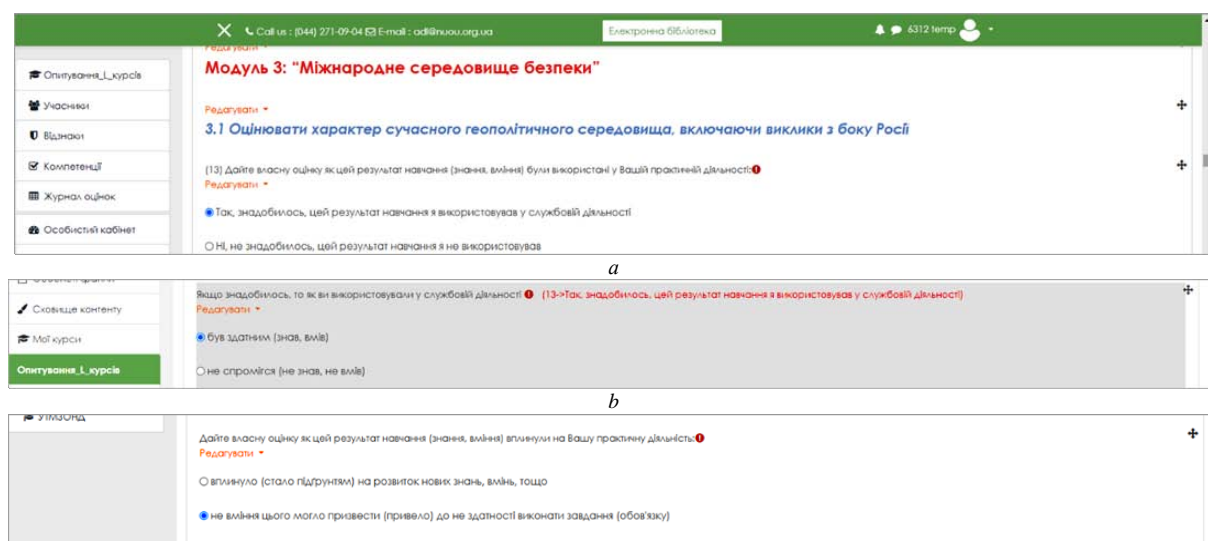 Call us : (044) 271-09-04 E-mail : adl@nuou.org.ua
Електронна бібліотека
6312 temp
Редагувати
Модуль 3: “Міжнародне середовище безпеки”
Опитування_L_курсів
Учасники
Редагувати
3.1 Оцінювати характер сучасного геополітичного середовища, включаючи виклики з боку Росії
Відзнаки
Компетенції
(13) Дайте власну оцінку як цей результат навчання (знання, вміння) були використані у Вашій практичній діяльності:
Редагувати
Журнал оцінок
Так, знадобилось, цей результат навчання я використовував у службовій діяльності
Особистий кабінет
Ні, не знадобилось, цей результат навчання я не використовував
a
Якщо знадобилось, то як ви використовували у службовій діяльності (13->Так, знадобилось, цей результат навчання я використовував у службовій діяльності)
Сховище контенту
Редагувати
Мої курси
був здатним (знав, вмів)
Опитування_L_курсів
не спромігся (не знав, не вмів)
b
Дайте власну оцінку як цей результат навчання (знання, вміння) вплинули на Вашу практичну діяльність:
Редагувати
вплинуло (стало підґрунтям) на розвиток нових знань, вмінь, тощо
не вміння цього могло призвести (привело) до не здатності виконати завдання (обов'язку)